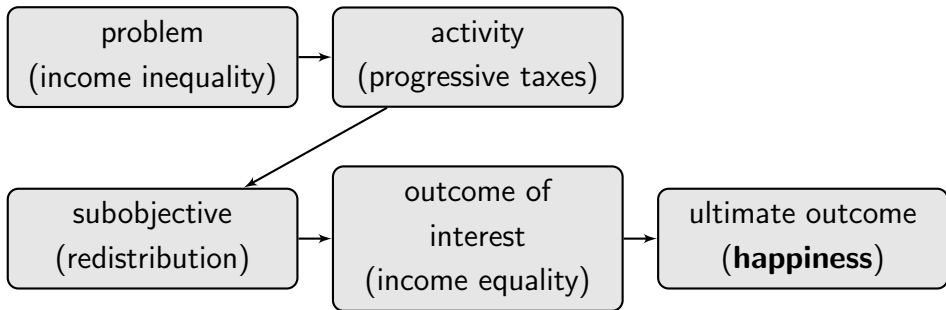 problem
(income inequality)
activity
(progressive taxes)
subobjective
(redistribution)
outcome of
interest
(income equality)
ultimate outcome
(happiness)